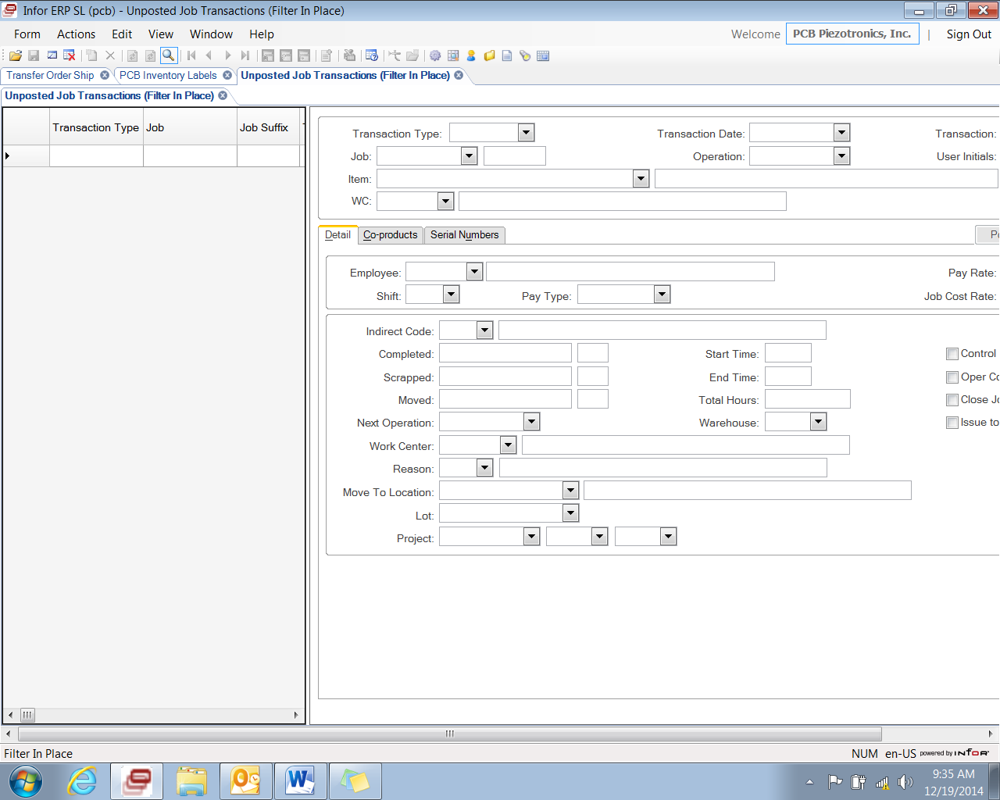 Infor ERP SL (pcb) - Unposted Job Transactions (Filter In Place)
Form Actions Edit View Window Help
Welcome PCB Piezotronics, Inc. | Sign Out
Transfer Order Ship PCB Inventory Labels Unposted Job Transactions (Filter In Place)
Unposted Job Transactions (Filter In Place)
Transaction Type Job Job Suffix
Transaction Type: Transaction Date: Transaction:
Job: Operation: User Initials:
Item:
WC:
Detail Co-products Serial Numbers
Employee: Pay Rate:
Shift: Pay Type: Job Cost Rate:
Indirect Code:
Completed: Start Time: Control
Scrapped: End Time: Oper
Moved: Total Hours: Close
Next Operation: Warehouse: Issue to
Work Center:
Reason:
Move To Location:
Lot:
Project:
Filter In Place NUM en-US powered by infor
9:35 AM
12/19/2014